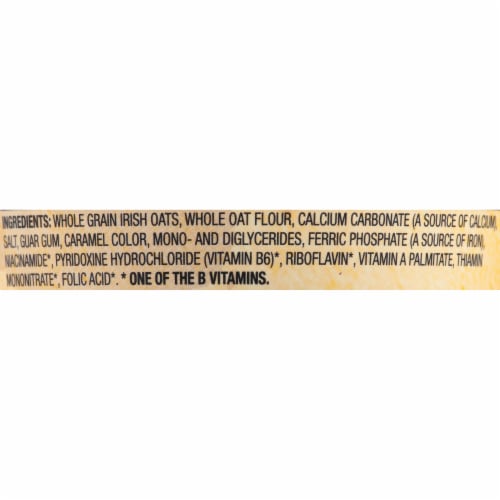 INGREDIENTS: WHOLE GRAIN IRISH OATS, WHOLE OAT FLOUR, CALCIUM CARBONATE (A SOURCE OF CALCIUM),
SALT, GUAR GUM, CARAMEL COLOR, MONO- AND DIGLYCERIDES, FERRIC PHOSPHATE (A SOURCE OF IRON),
NIACINAMIDE*, PYRIDOXINE HYDROCHLORIDE (VITAMIN B6)*, RIBOFLAVIN*, VITAMIN A PALMITATE, THIAMIN
MONONITRATE*, FOLIC ACID*. * ONE OF THE B VITAMINS.